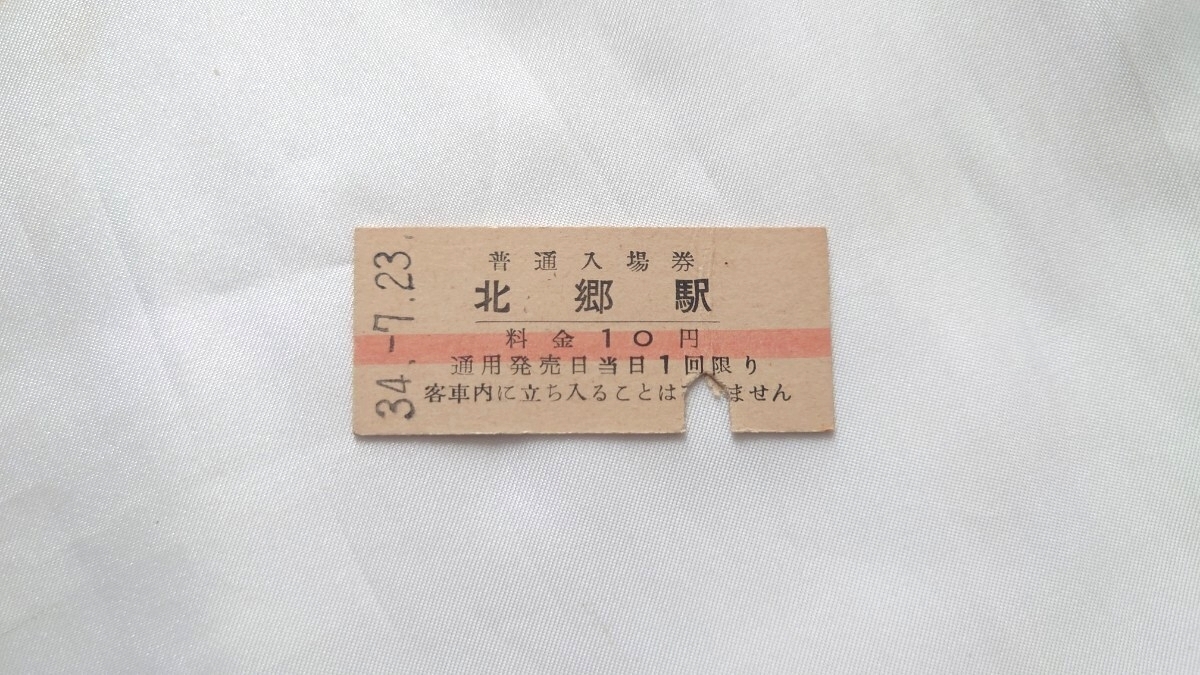 34.-7.23.
普通入場券
北郷駅
料金10円
通用発売日当日1回限り
客車内に立ち入ることは ません